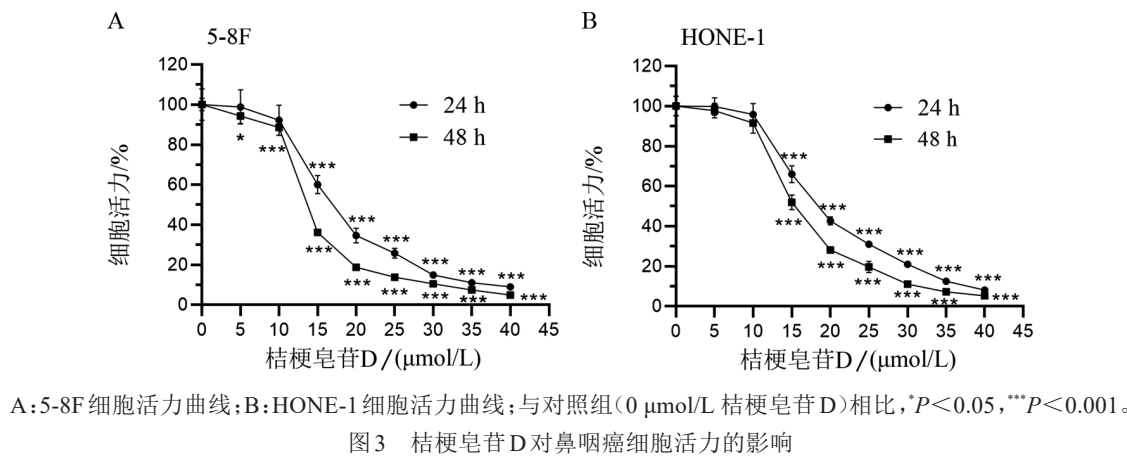 A
5-8F
120
100
80
60
40
20
0
细胞活力/%
24 h
48 h
*
***
***
***
***
***
***
***
***
***
***
***
***
***
0 5 10 15 20 25 30 35 40 45
桔梗皂苷D/(μmol/L)
B
HONE-1
120
100
80
60
40
20
0
细胞活力/%
24 h
48 h
***
***
***
***
***
***
***
***
***
***
***
***
0 5 10 15 20 25 30 35 40 45
桔梗皂苷D/(μmol/L)
A:5-8F细胞活力曲线;B:HONE-1细胞活力曲线;与对照组(0 μmol/L 桔梗皂苷D)相比,*P<0.05,***P<0.001。
图3 桔梗皂苷D对鼻咽癌细胞活力的影响